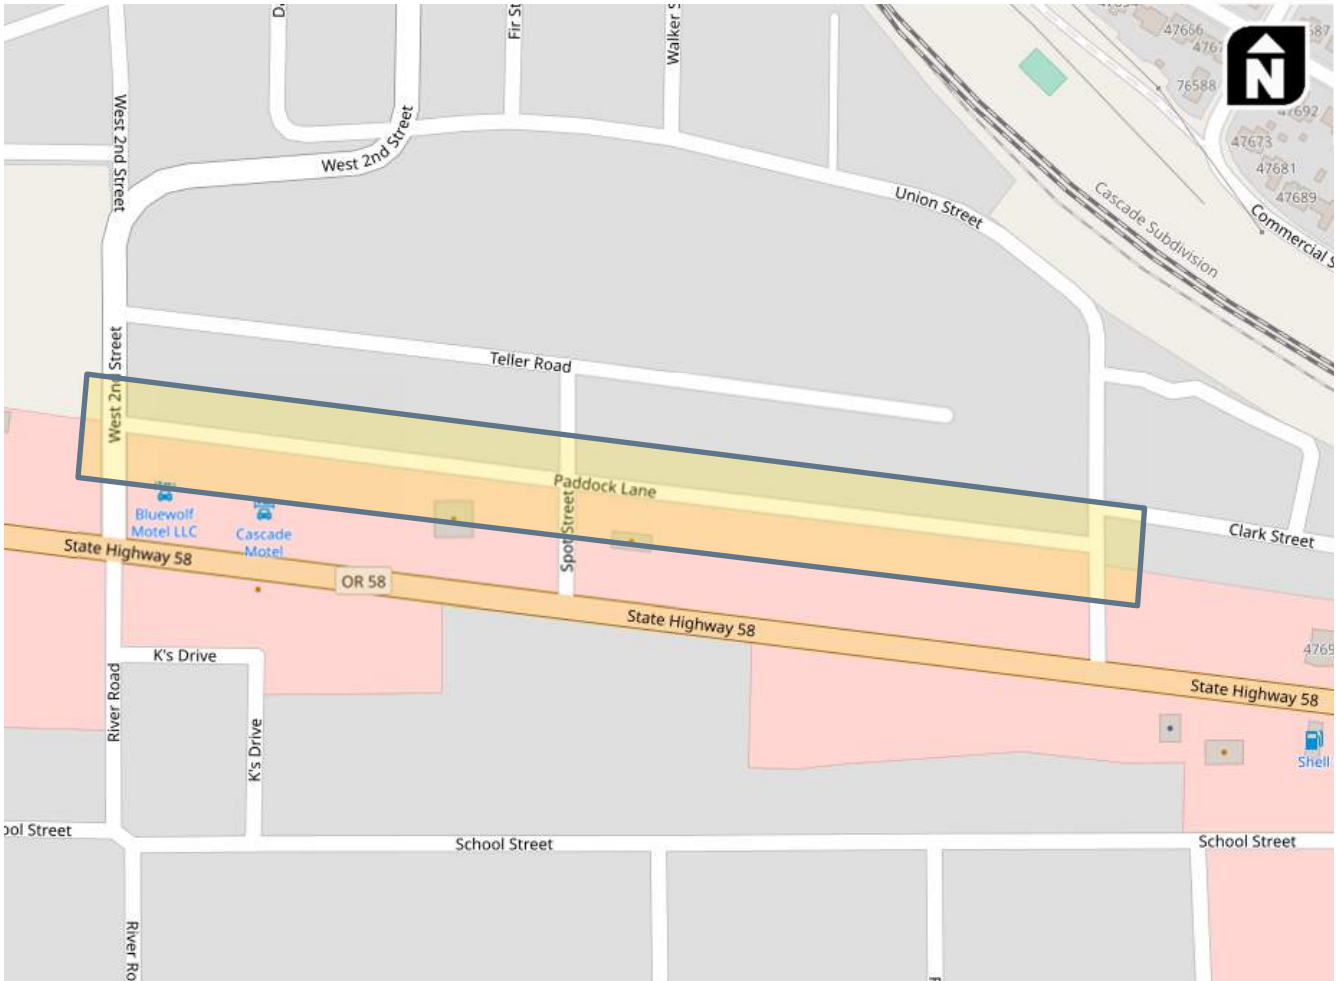 Fir St
Walker S
47666
76588
47692
47673
47681
47689
N
West 2nd Street
West 2nd Street
Union Street
Cascade Subdivision
Commercial S
West 2nd Street
Teller Road
Paddock Lane
Spot Street
Clark Street
Bluewolf
Motel LLC
Cascade
Motel
State Highway 58
OR 58
State Highway 58
State Highway 58
K's Drive
River Road
K's Drive
4769
Shell
ool Street
School Street
School Street
River Ro